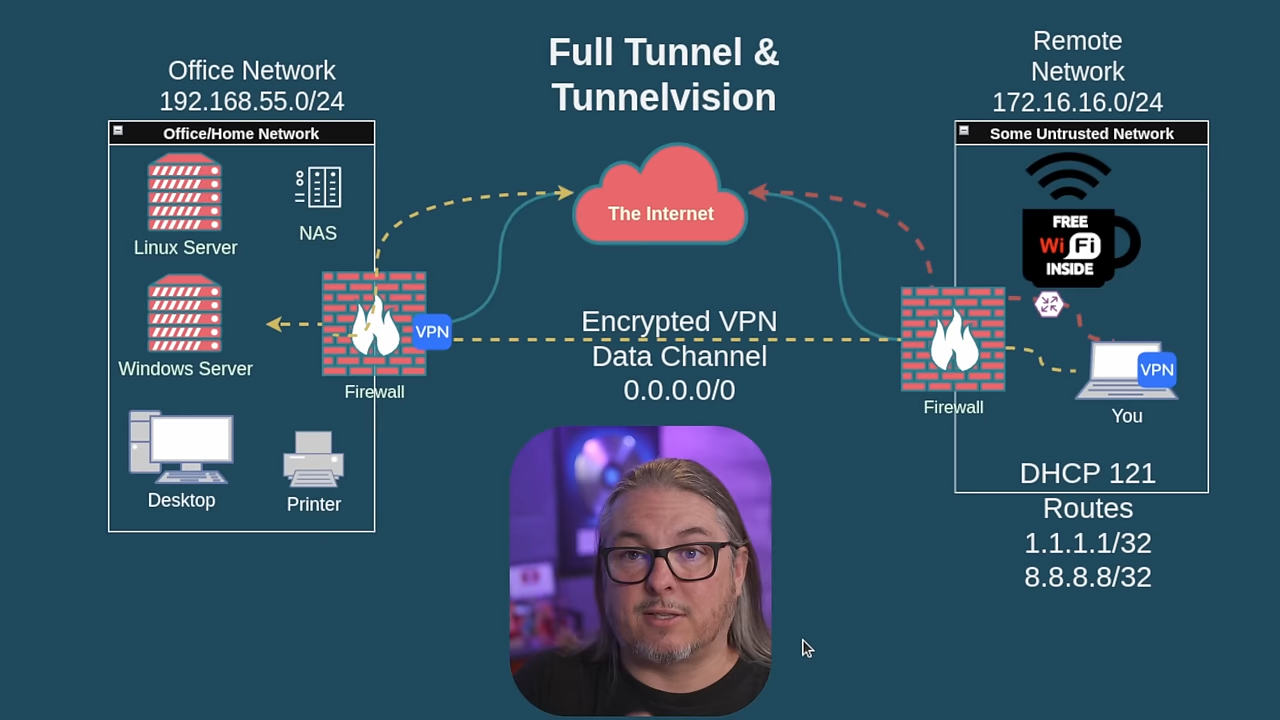 Full Tunnel &
Tunnelvision
Office Network
192.168.55.0/24
Office/Home Network
Linux Server
NAS
Windows Server
Desktop
Printer
VPN
Firewall
The Internet
Encrypted VPN
Data Channel
0.0.0.0/0
Remote
Network
172.16.16.0/24
Some Untrusted Network
FREE
WiFi
INSIDE
Firewall
VPN
You
DHCP 121
Routes
1.1.1.1/32
8.8.8.8/32